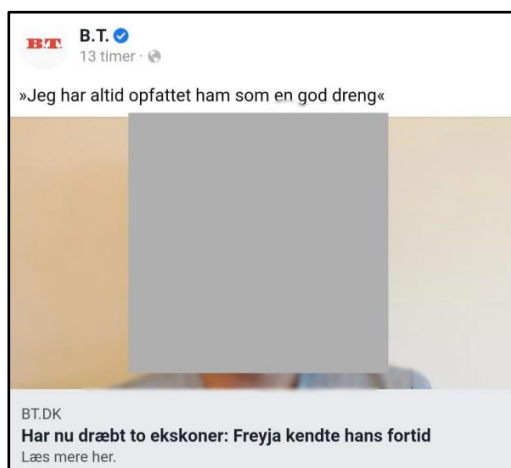 B.T.
B.T.
13 timer ·
»Jeg har altid opfattet ham som en god dreng«
BT.DK
Har nu dræbt to ekskoner: Freyja kendte hans fortid
Læs mere her.